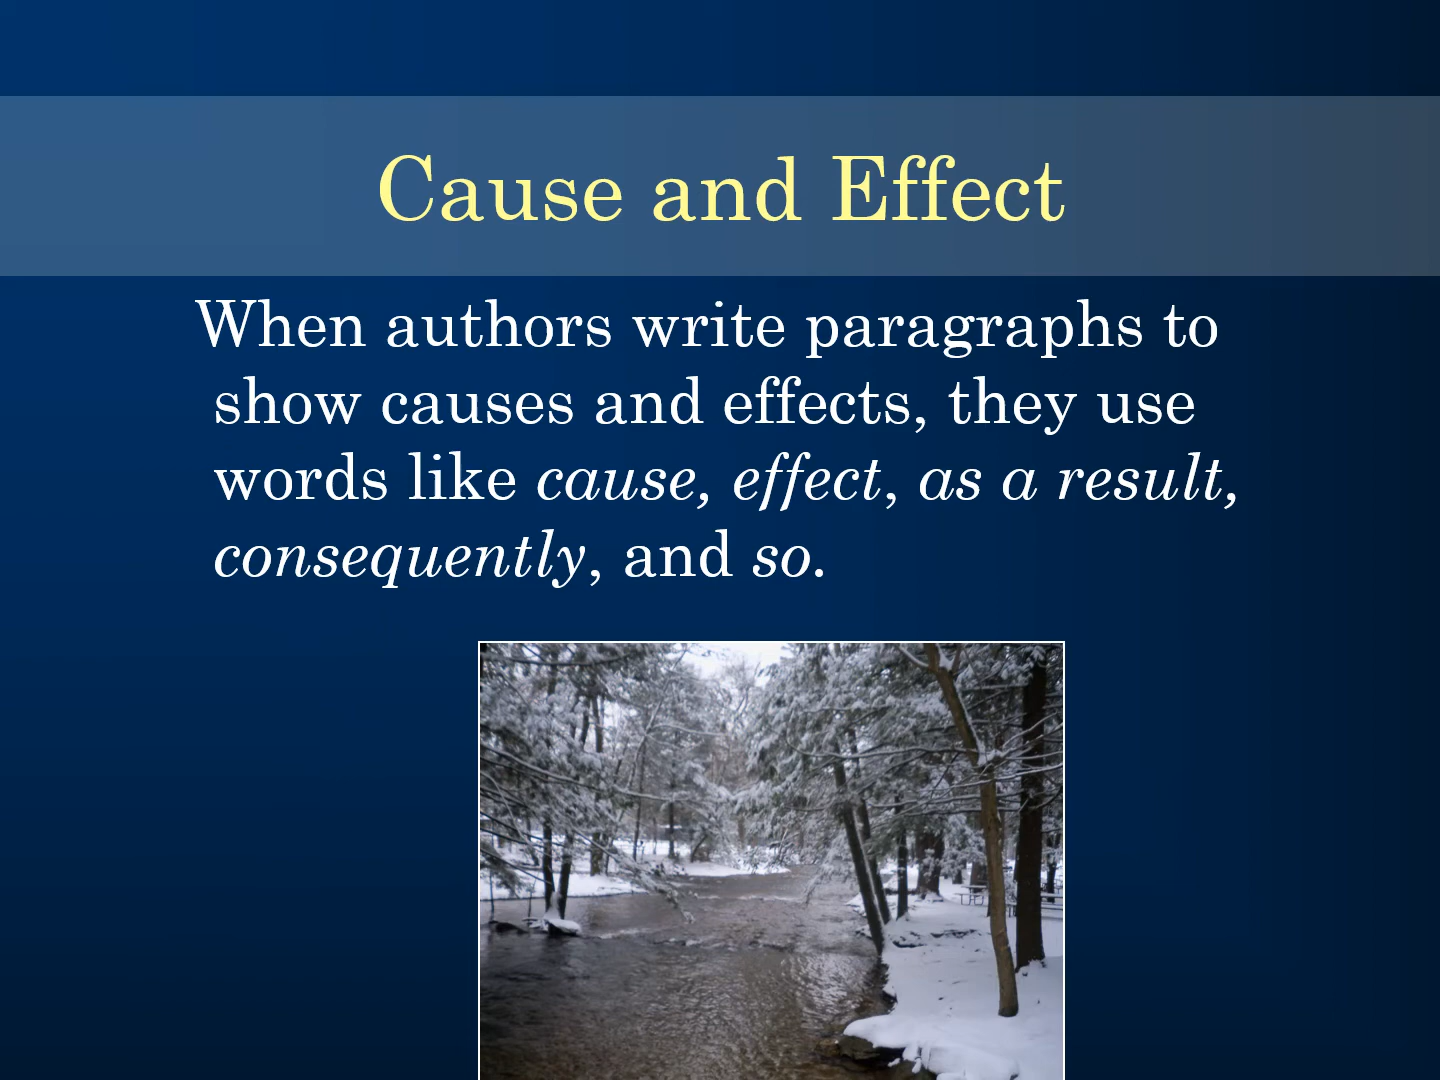 Cause and Effect
When authors write paragraphs to
show causes and effects, they use
words like cause, effect, as a result,
consequently, and so.